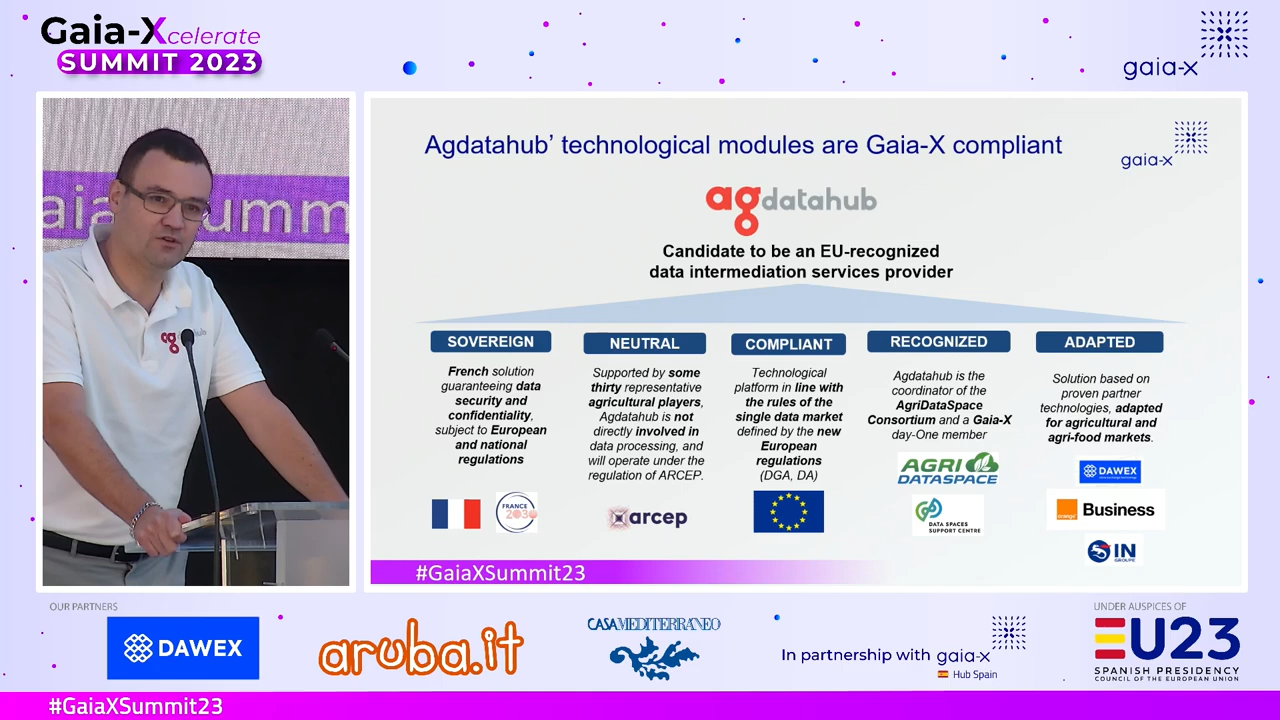 Gaia-Xcelerate
SUMMIT 2023
gaia-x
Agdatahub’ technological modules are Gaia-X compliant
gaia-x
agdatahub
Candidate to be an EU-recognized
data intermediation services provider
SOVEREIGN
French solution
guaranteeing data
security and
confidentiality,
subject to European
and national
regulations
FRANCE
2030
NEUTRAL
Supported by some
thirty representative
agricultural players,
Agdatahub is not
directly involved in
data processing, and
will operate under the
regulation of ARCEP.
arcep
COMPLIANT
Technological
platform in line with
the rules of the
single data market
defined by the new
European
regulations
(DGA, DA)
RECOGNIZED
Agdatahub is the
coordinator of the
AgriDataSpace
Consortium and a Gaia-X
day-One member
AGRI
DATASPACE
DATA SPACES
SUPPORT CENTRE
ADAPTED
Solution based on
proven partner
technologies, adapted
for agricultural and
agri-food markets.
DAWEX
Business
IN
GROUPE
#GaiaXSummit23
aia
Summ
ag
OUR PARTNERS
DAWEX
aruba.it
CASAMEDITERRANEO
In partnership with gaia-x
Hub Spain
UNDER AUSPICES OF
EU23
SPANISH PRESIDENCY
COUNCIL OF THE EUROPEAN UNION
#GaiaXSummit23